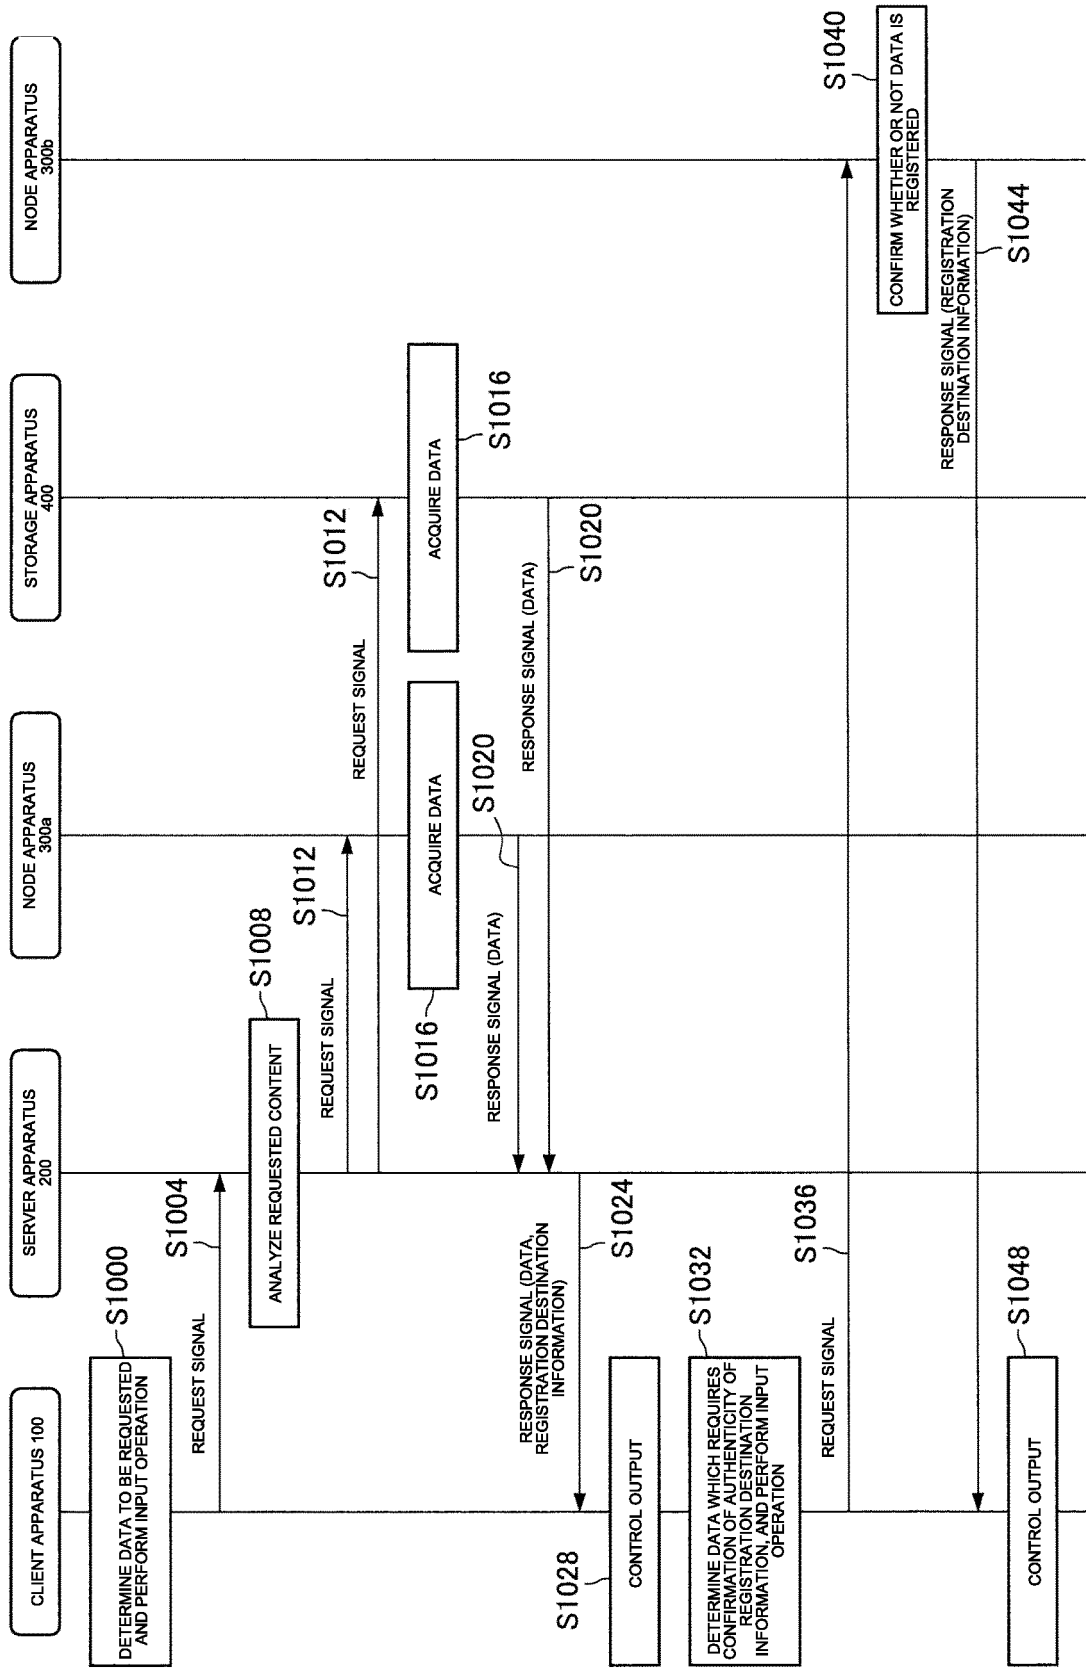 CLIENT APPARATUS 100
SERVER APPARATUS
200
NODE APPARATUS
300a
STORAGE APPARATUS
400
NODE APPARATUS
300b
DETERMINE DATA TO BE REQUESTED
AND PERFORM INPUT OPERATION
S1000
REQUEST SIGNAL
S1004
ANALYZE REQUESTED CONTENT
S1008
REQUEST SIGNAL
S1012
REQUEST SIGNAL
S1012
ACQUIRE DATA
S1016
ACQUIRE DATA
S1016
RESPONSE SIGNAL (DATA)
S1020
RESPONSE SIGNAL (DATA)
S1020
RESPONSE SIGNAL (DATA,
REGISTRATION DESTINATION
INFORMATION)
S1024
CONTROL OUTPUT
S1028
DETERMINE DATA WHICH REQUIRES
CONFIRMATION OF AUTHENTICITY OF
REGISTRATION DESTINATION
INFORMATION, AND PERFORM INPUT
OPERATION
S1032
REQUEST SIGNAL
S1036
CONFIRM WHETHER OR NOT DATA IS
REGISTERED
S1040
RESPONSE SIGNAL (REGISTRATION
DESTINATION INFORMATION)
S1044
CONTROL OUTPUT
S1048